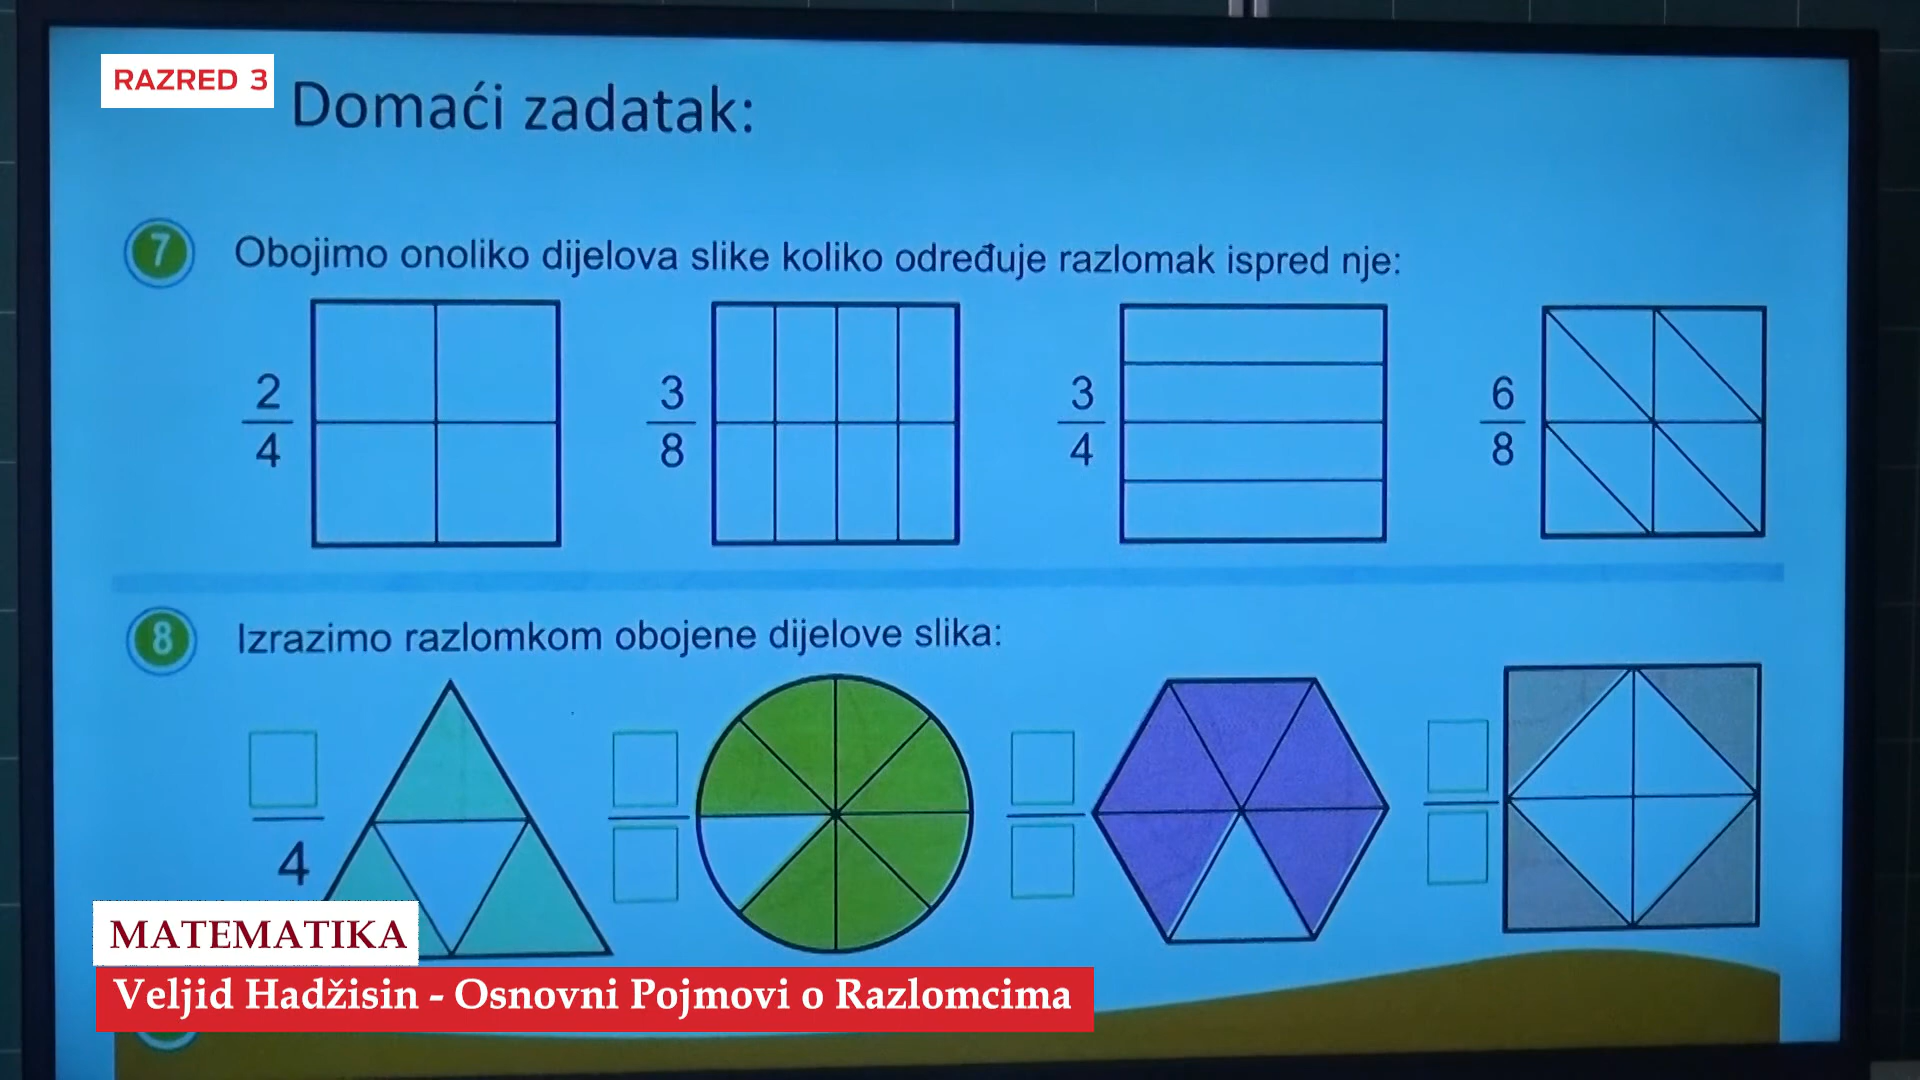 RAZRED 3
Domaći zadatak:
7 Obojimo onoliko dijelova slike koliko određuje razlomak ispred nje:
2/4 3/8 3/4 6/8
8 Izrazimo razlomkom obojene dijelove slika:
4
MATEMATIKA
Veljid Hadžisin - Osnovni Pojmovi o Razlomcima